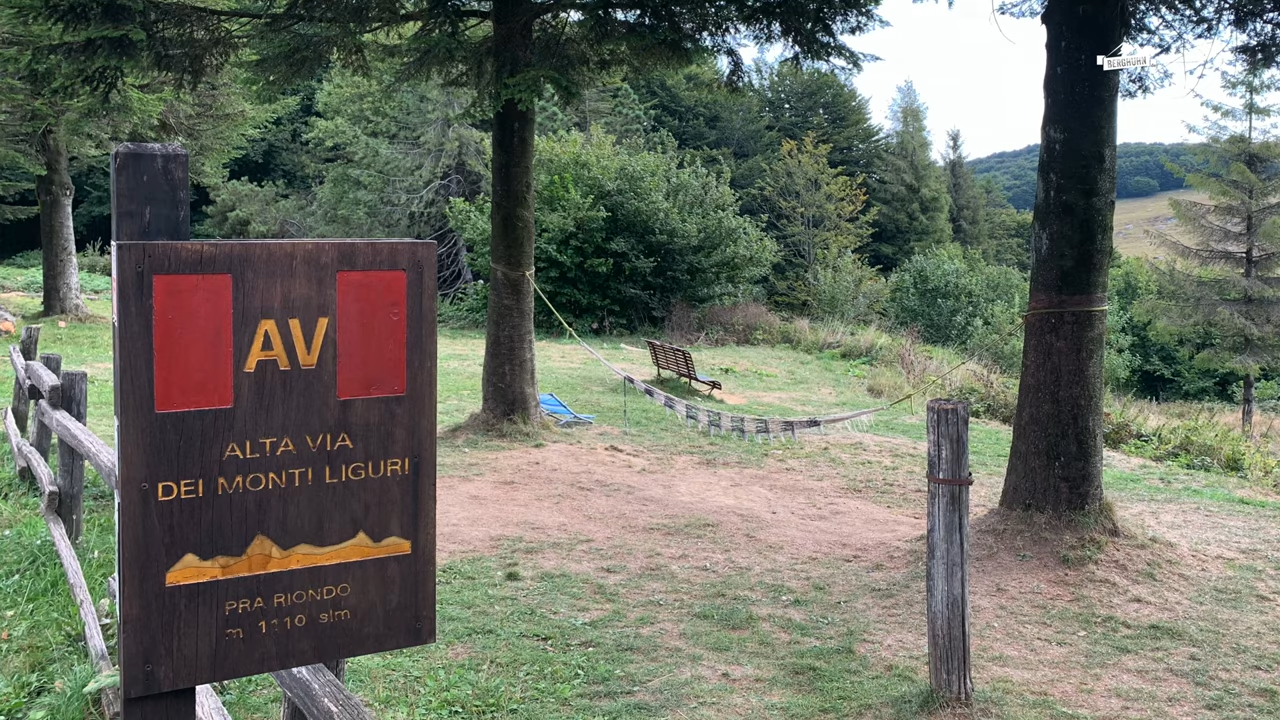 AV
ALTA VIA
DEI MONTI LIGURI
PRA RIONDO
m 1110 slm
BERGHUHN